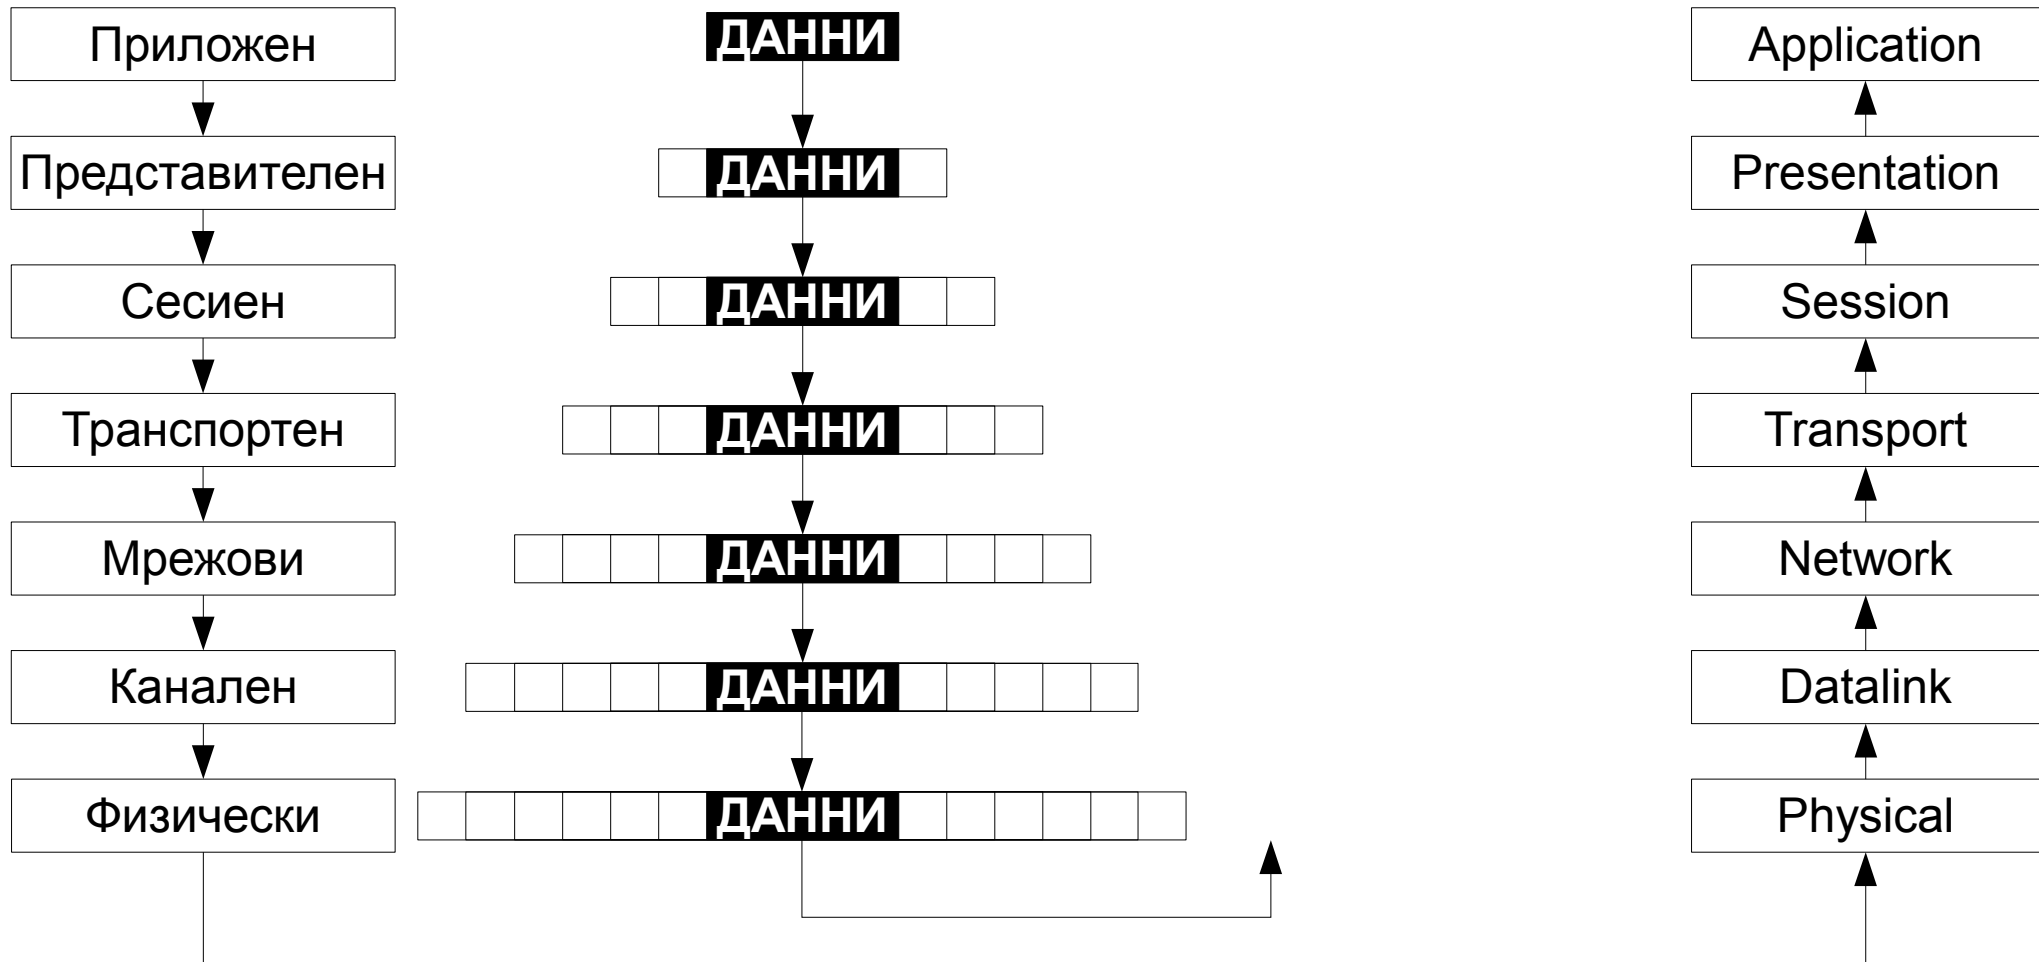 Приложен
ДАННИ
Application
Представителен
ДАННИ
Presentation
Сесиен
ДАННИ
Session
Транспортен
ДАННИ
Transport
Мрежови
ДАННИ
Network
Канален
ДАННИ
Datalink
Физически
ДАННИ
Physical